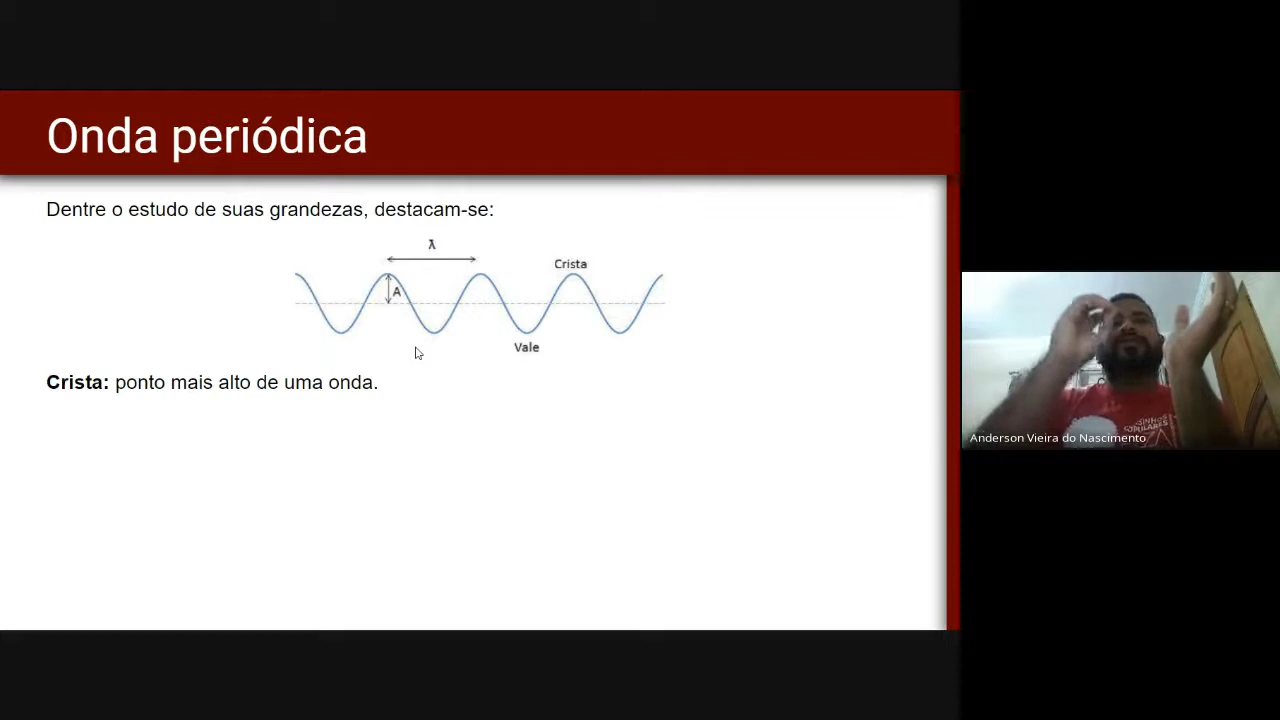 Onda periódica
Dentre o estudo de suas grandezas, destacam-se:
λ
Crista
A
Vale
Crista: ponto mais alto de uma onda.
POPULARES
Anderson Vieira do Nascimento